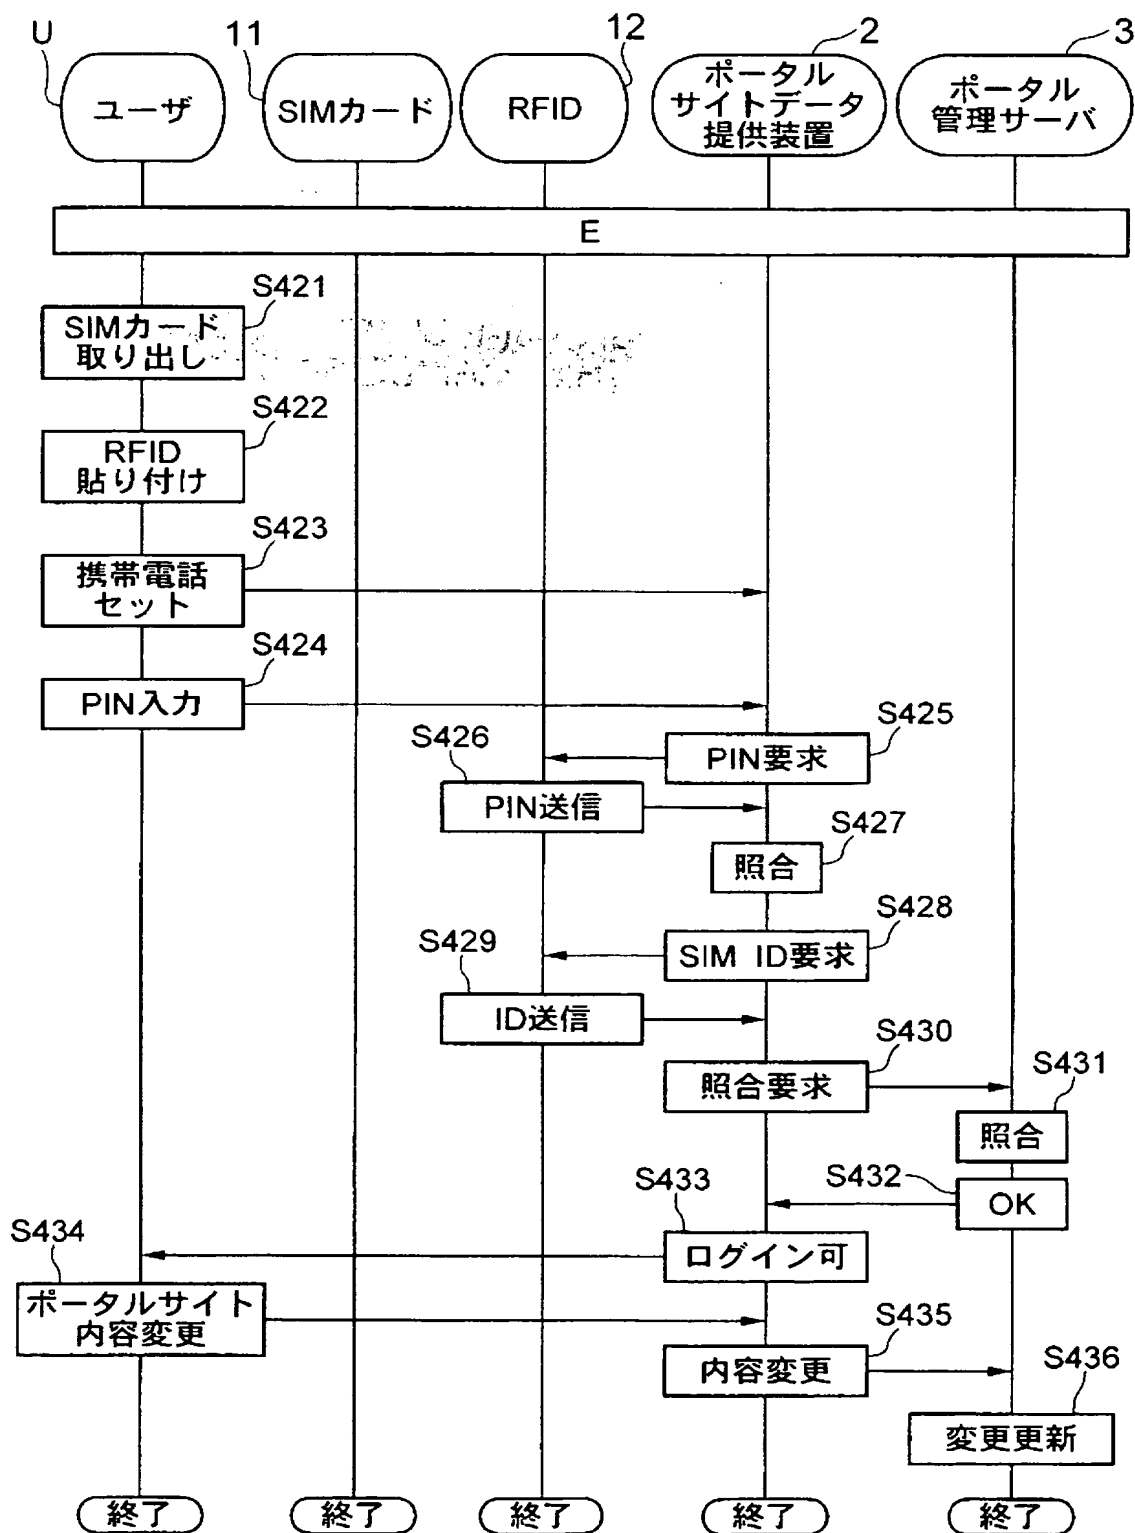 U
11
12
2
3
ユーザ
SIMカード
RFID
ポータル
サイトデータ
提供装置
ポータル
管理サーバ
E
S421
SIMカード
取り出し
S422
RFID
貼り付け
S423
携帯電話
セット
S424
PIN入力
S425
PIN要求
S426
PIN送信
S427
照合
S428
SIM ID要求
S429
ID送信
S430
照合要求
S431
照合
S432
OK
S433
ログイン可
S434
ポータルサイト
内容変更
S435
内容変更
S436
変更更新
終了
終了
終了
終了
終了